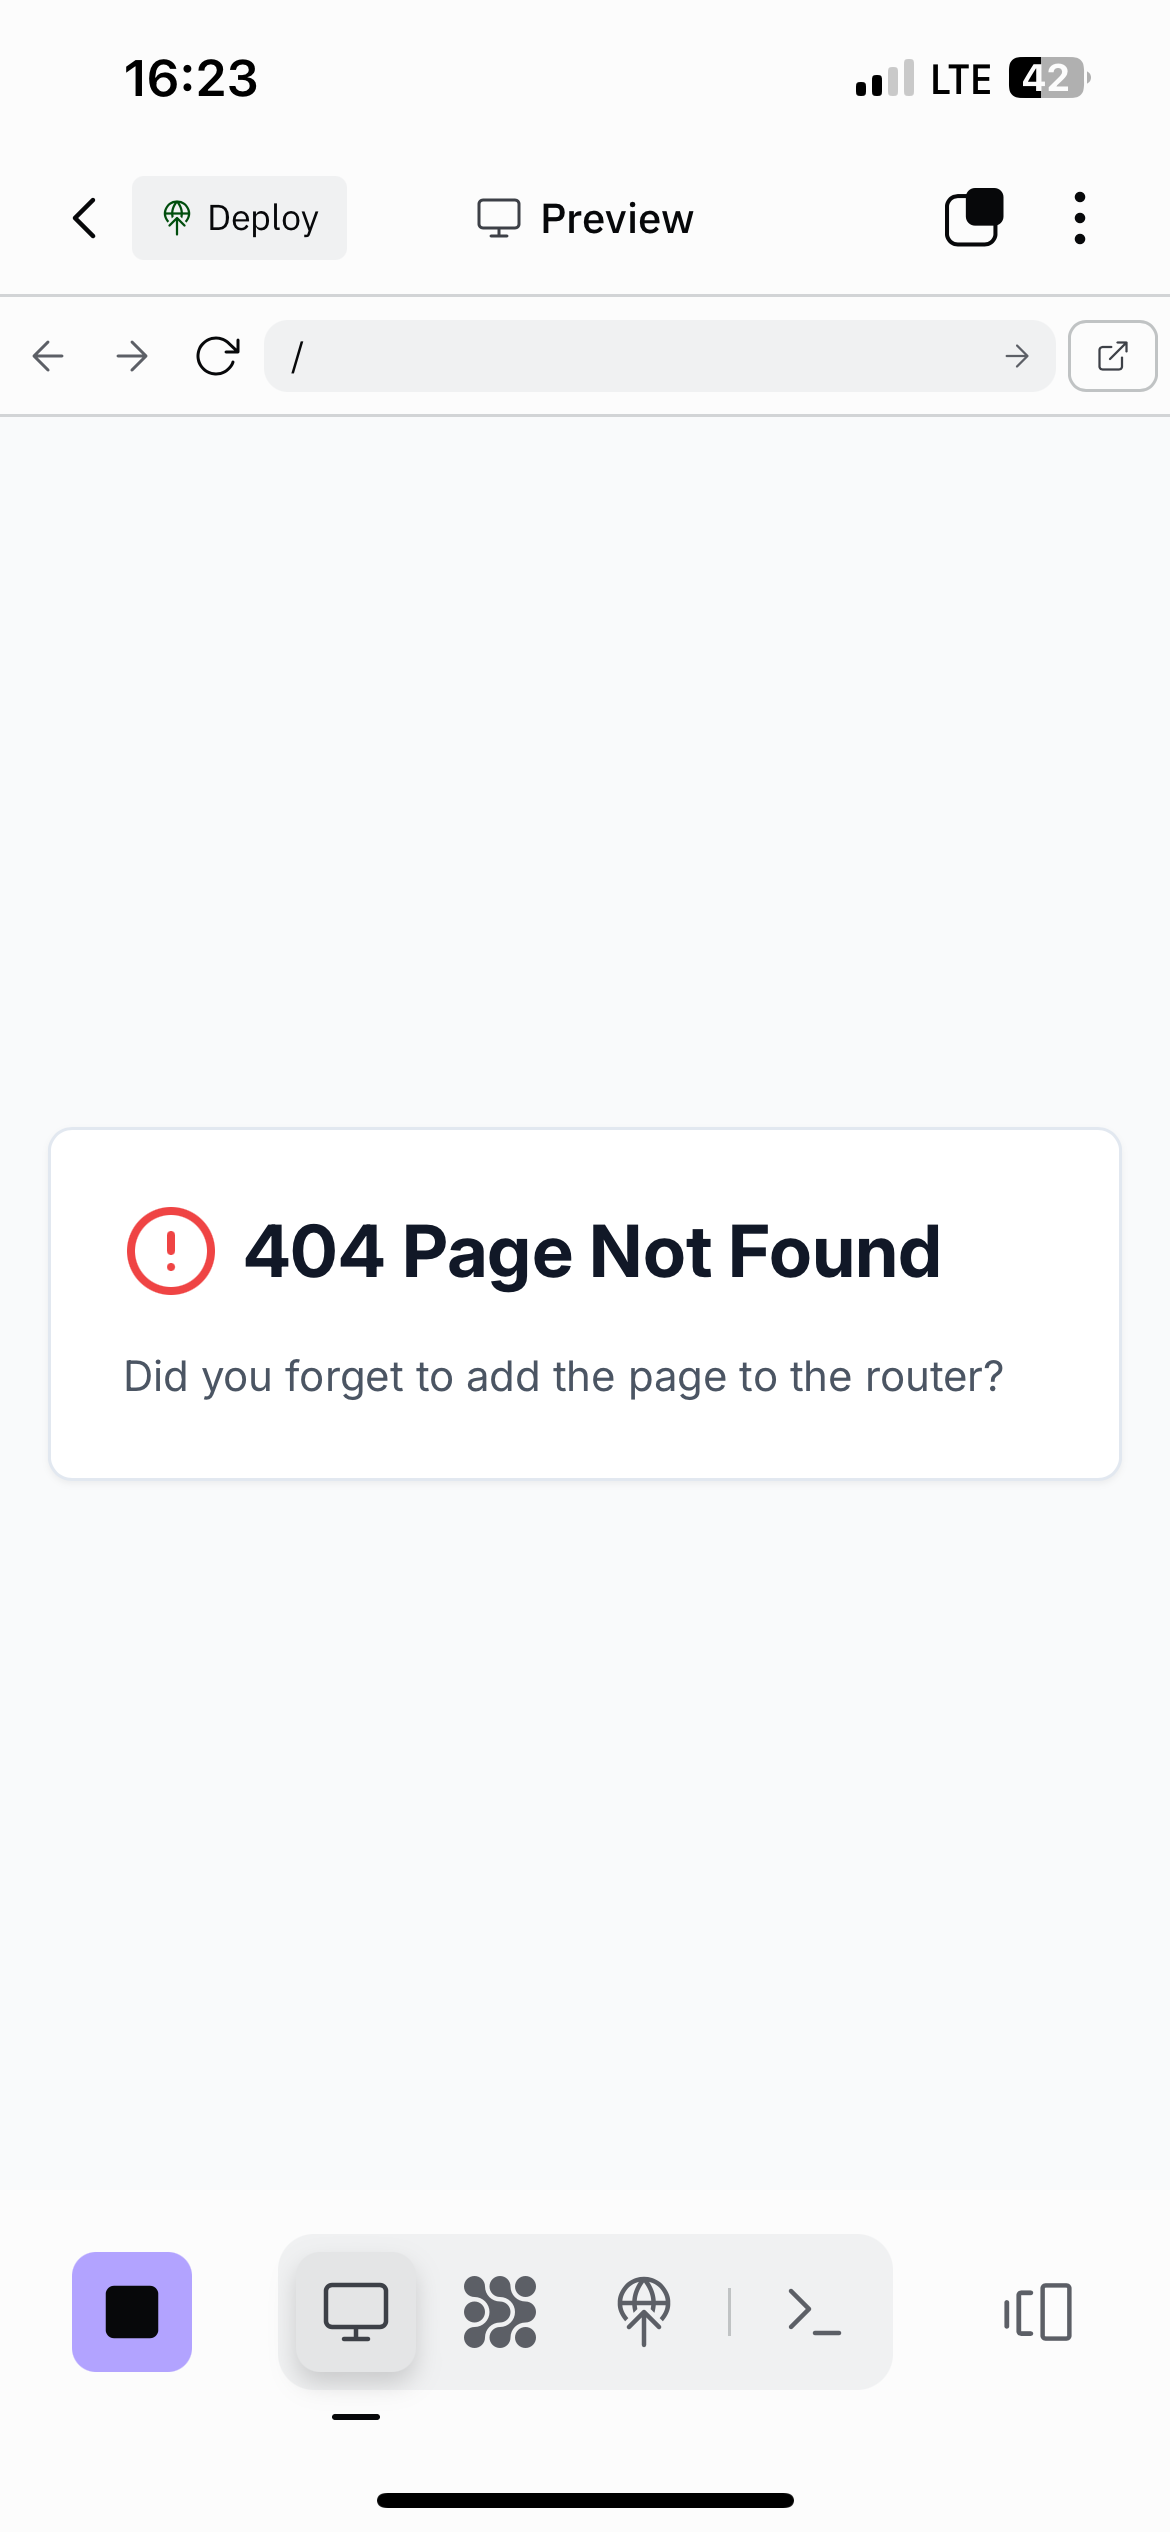 16:23
LTE 42
Deploy
Preview
/
404 Page Not Found
Did you forget to add the page to the router?